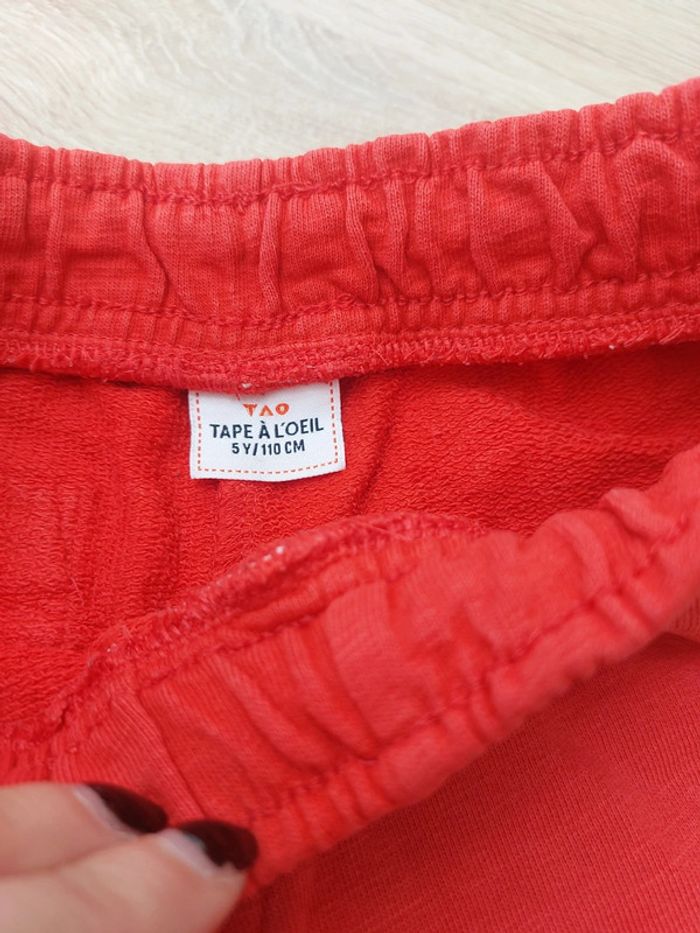 TAO
TAPE À L'OEIL
5 Y/110 CM